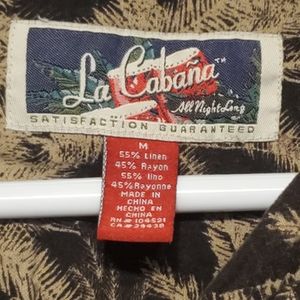 La Cabaña™
All Night Long
SATISFACTION GUARANTEED
M
55% Linen
45% Rayon
55% lino
45% Rayonne
MADE IN
CHINA
HECHO EN
CHINA
RN# 104521
CA# 29438